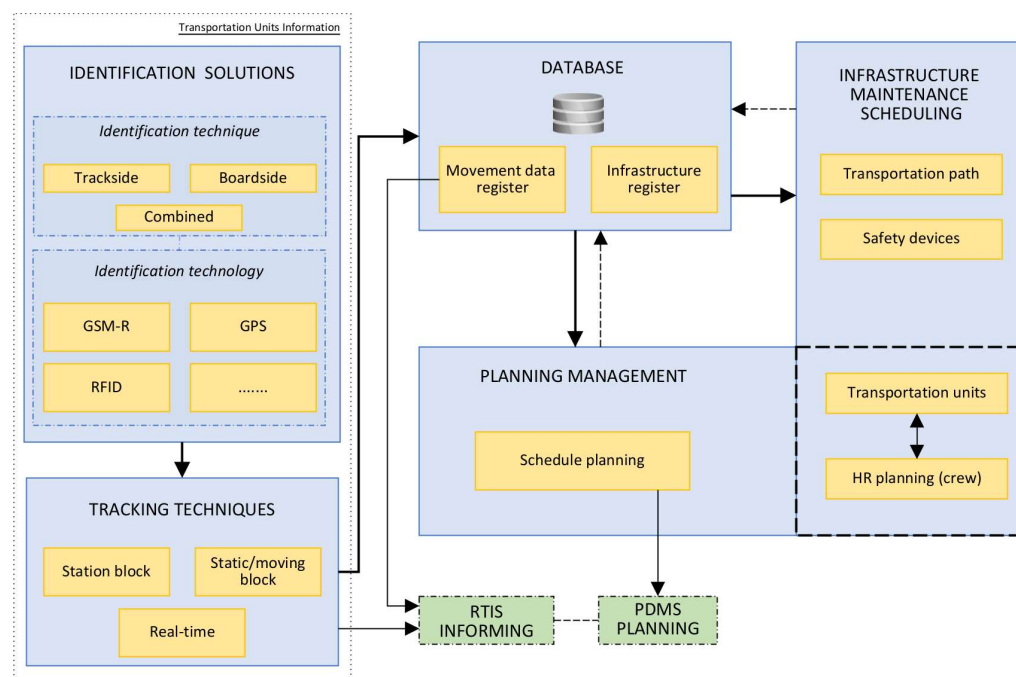 Transportation Units Information
IDENTIFICATION SOLUTIONS
Identification technique
Trackside
Boardside
Combined
Identification technology
GSM-R
GPS
RFID
.......
TRACKING TECHNIQUES
Station block
Static/moving
block
Real-time
DATABASE
Movement data
register
Infrastructure
register
PLANNING MANAGEMENT
Schedule planning
RTIS
INFORMING
PDMS
PLANNING
INFRASTRUCTURE
MAINTENANCE
SCHEDULING
Transportation path
Safety devices
Transportation units
HR planning (crew)